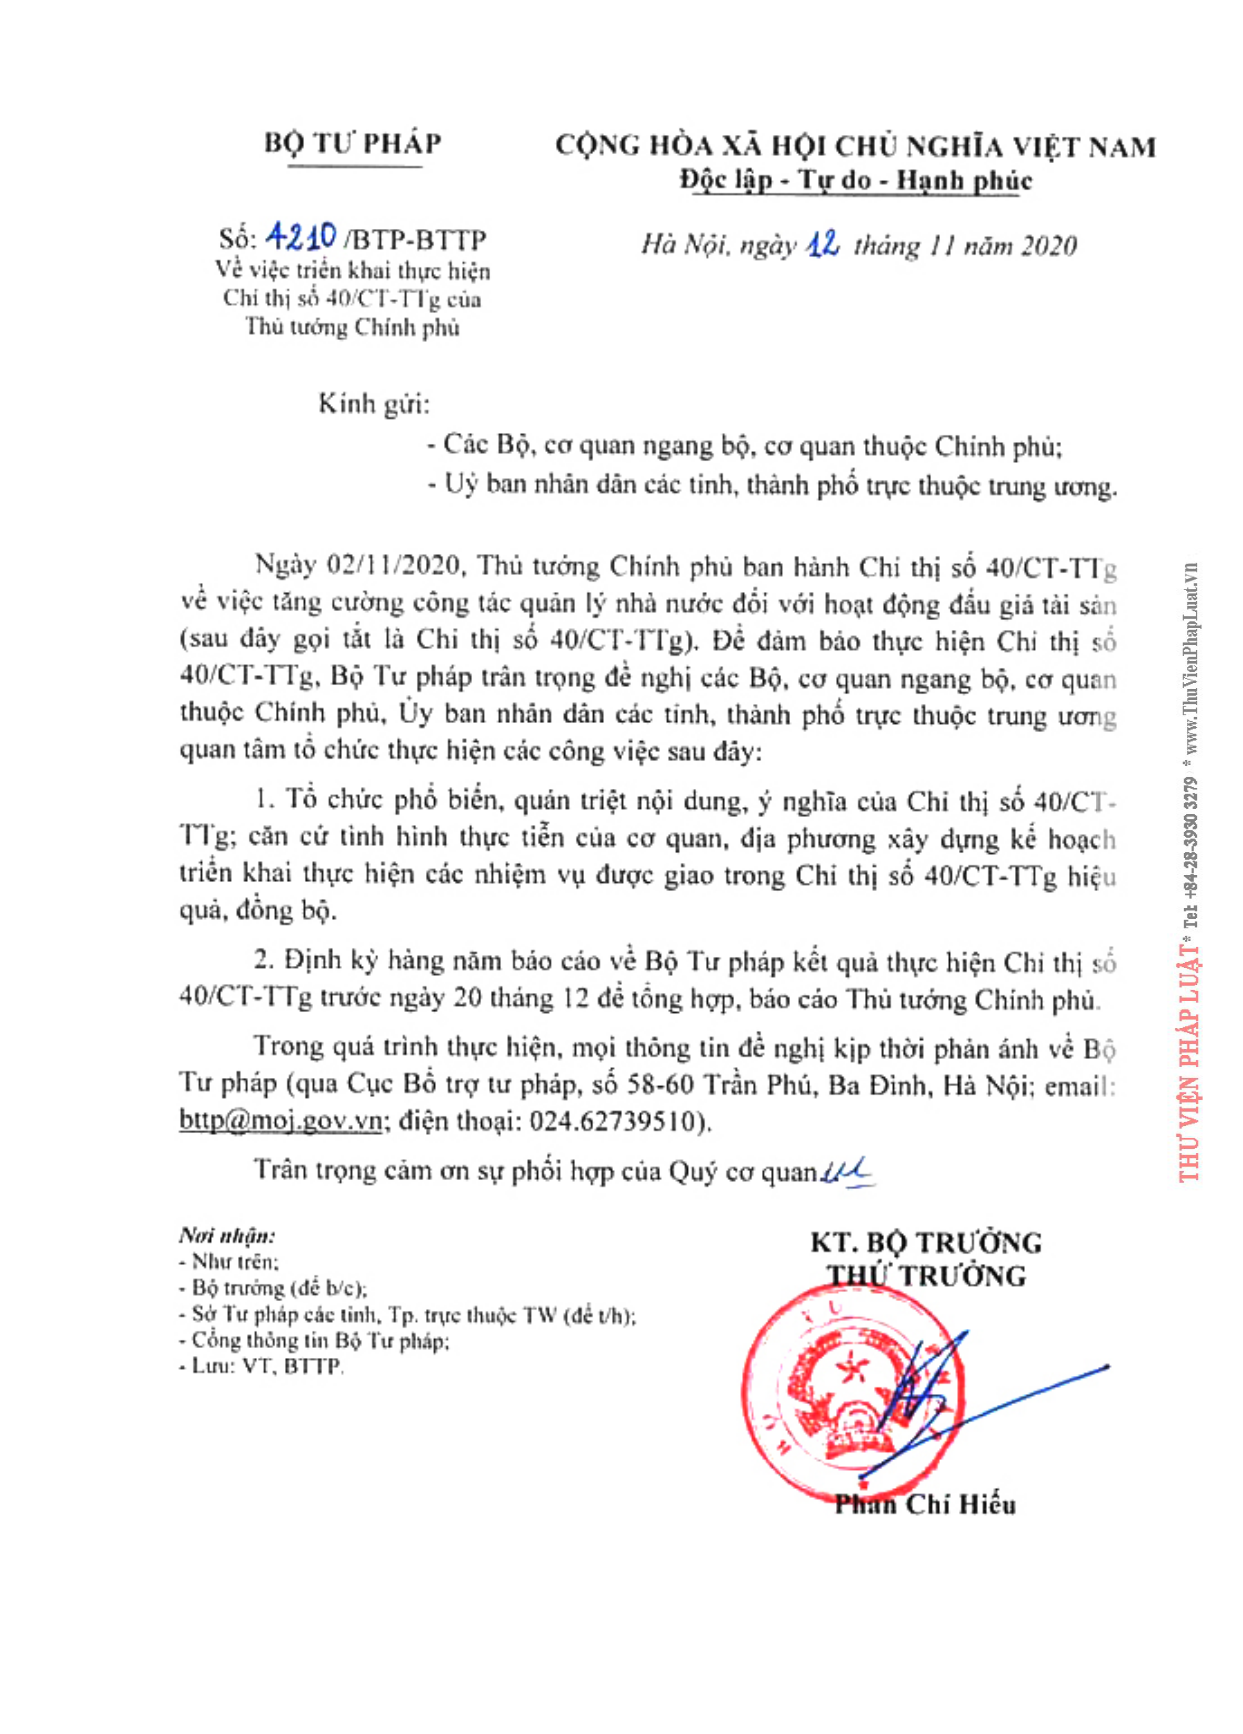 BỘ TƯ PHÁP
CỘNG HÒA XÃ HỘI CHỦ NGHĨA VIỆT NAM
Độc lập - Tự do - Hạnh phúc
Số: 4210 /BTP-BTTP
Hà Nội, ngày 12 tháng 11 năm 2020
Về việc triển khai thực hiện
Chỉ thị số 40/CT-TTg của
Thủ tướng Chính phủ
Kính gửi:
- Các Bộ, cơ quan ngang bộ, cơ quan thuộc Chính phủ;
- Uỷ ban nhân dân các tỉnh, thành phố trực thuộc trung ương.
Ngày 02/11/2020, Thủ tướng Chính phủ ban hành Chỉ thị số 40/CT-TTg
về việc tăng cường công tác quản lý nhà nước đối với hoạt động đấu giá tài sản
(sau đây gọi tắt là Chỉ thị số 40/CT-TTg). Để đảm bảo thực hiện Chỉ thị số
40/CT-TTg, Bộ Tư pháp trân trọng đề nghị các Bộ, cơ quan ngang bộ, cơ quan
thuộc Chính phủ, Ủy ban nhân dân các tỉnh, thành phố trực thuộc trung ương
quan tâm tổ chức thực hiện các công việc sau đây:
1. Tổ chức phổ biến, quán triệt nội dung, ý nghĩa của Chỉ thị số 40/CT-
TTg; căn cứ tình hình thực tiễn của cơ quan, địa phương xây dựng kế hoạch
triển khai thực hiện các nhiệm vụ được giao trong Chỉ thị số 40/CT-TTg hiệu
quả, đồng bộ.
2. Định kỳ hàng năm báo cáo về Bộ Tư pháp kết quả thực hiện Chỉ thị số
40/CT-TTg trước ngày 20 tháng 12 để tổng hợp, báo cáo Thủ tướng Chính phủ.
Trong quá trình thực hiện, mọi thông tin đề nghị kịp thời phản ánh về Bộ
Tư pháp (qua Cục Bổ trợ tư pháp, số 58-60 Trần Phú, Ba Đình, Hà Nội; email:
bttp@moj.gov.vn; điện thoại: 024.62739510).
Trân trọng cảm ơn sự phối hợp của Quý cơ quan.
Nơi nhận:
- Như trên;
- Bộ trưởng (để b/c);
- Sở Tư pháp các tỉnh, Tp. trực thuộc TW (để t/h);
- Cổng thông tin Bộ Tư pháp;
- Lưu: VT, BTTP.
KT. BỘ TRƯỞNG
THỨ TRƯỞNG
Phan Chí Hiếu
THƯ VIỆN PHÁP LUẬT* Tel: +84-28-3930 3279 * www.ThuVienPhapLuat.vn